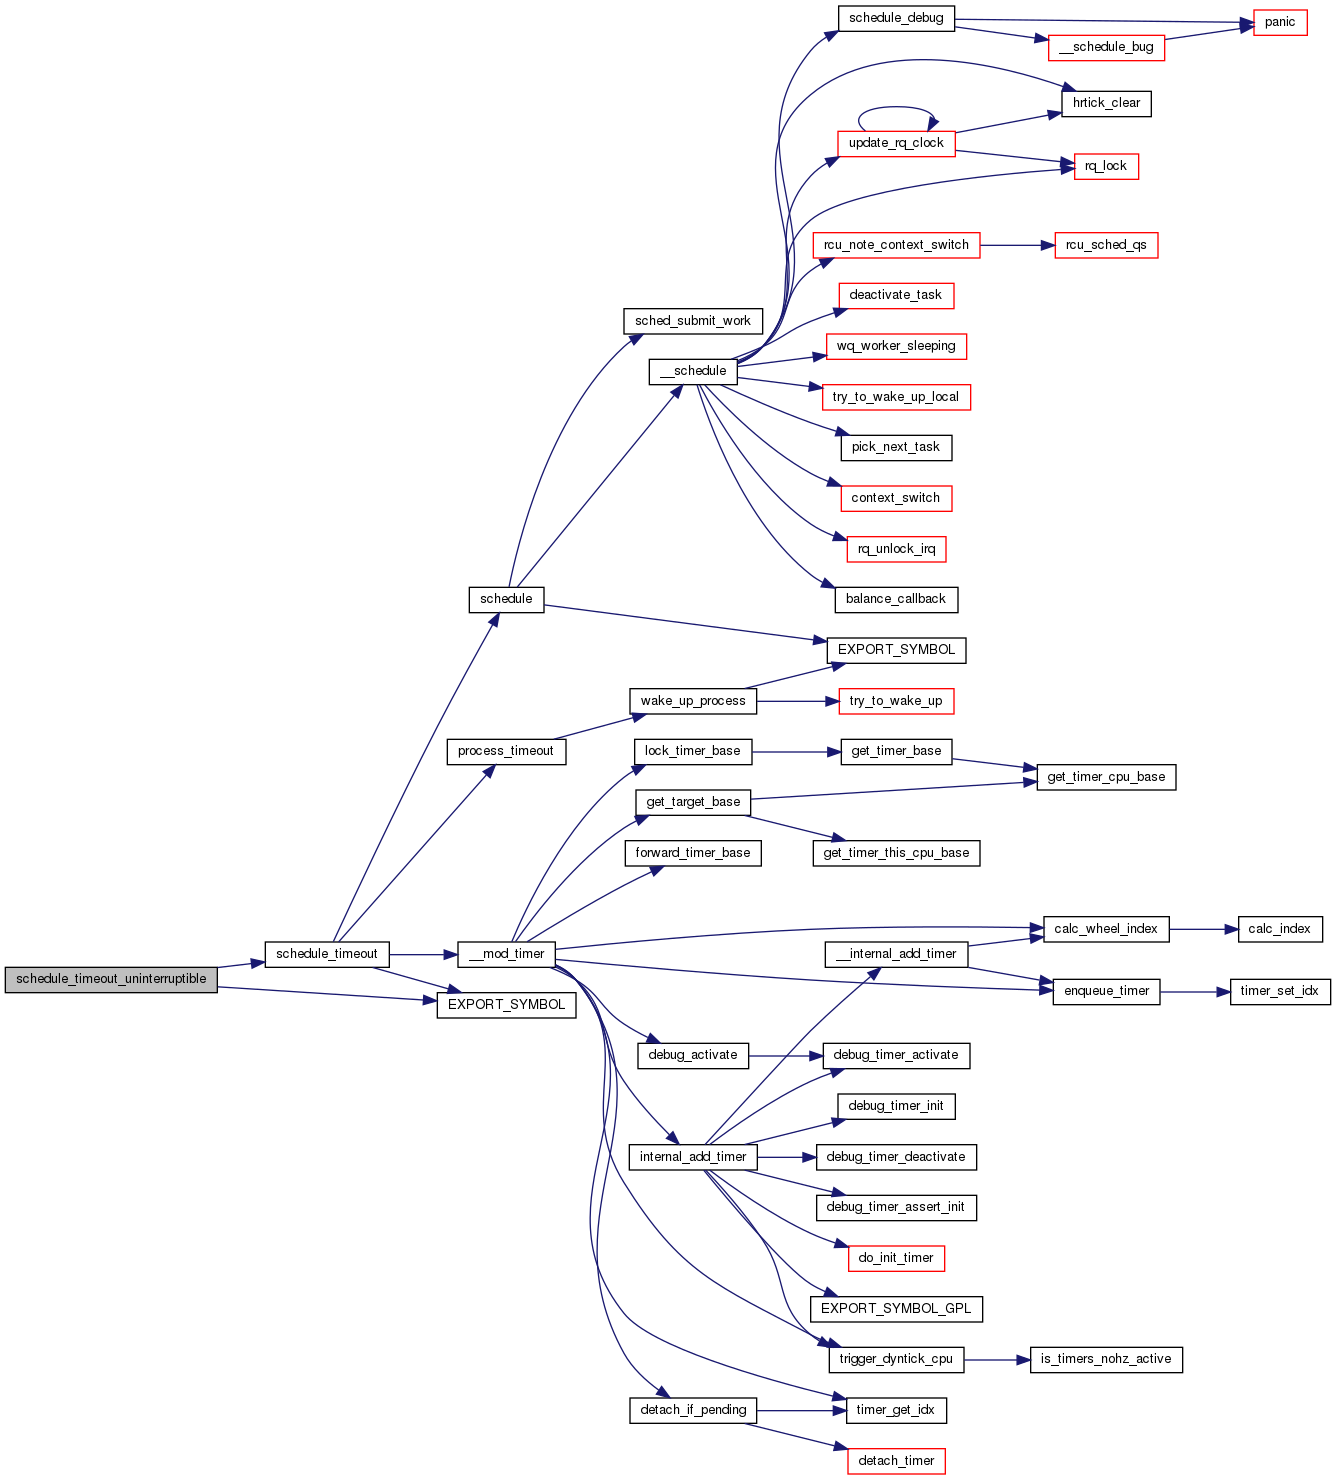 schedule_debug
panic
__schedule_bug
hrtick_clear
update_rq_clock
rq_lock
rcu_note_context_switch
rcu_sched_qs
deactivate_task
sched_submit_work
wq_worker_sleeping
__schedule
try_to_wake_up_local
pick_next_task
context_switch
rq_unlock_irq
schedule
balance_callback
EXPORT_SYMBOL
wake_up_process
try_to_wake_up
process_timeout
lock_timer_base
get_timer_base
get_timer_cpu_base
get_target_base
forward_timer_base
get_timer_this_cpu_base
calc_wheel_index
calc_index
schedule_timeout
__mod_timer
__internal_add_timer
schedule_timeout_uninterruptible
EXPORT_SYMBOL
enqueue_timer
timer_set_idx
debug_activate
debug_timer_activate
debug_timer_init
internal_add_timer
debug_timer_deactivate
debug_timer_assert_init
do_init_timer
EXPORT_SYMBOL_GPL
trigger_dyntick_cpu
is_timers_nohz_active
detach_if_pending
timer_get_idx
detach_timer